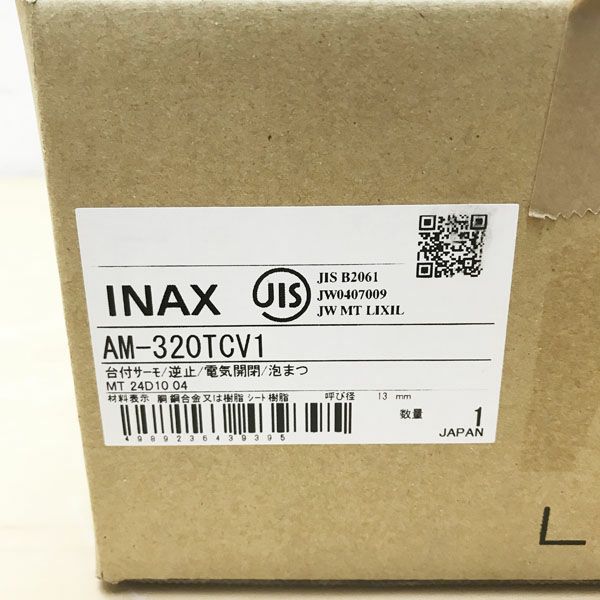 INAX
JIS
JIS B2061
JW0407009
JW MT LIXIL
AM-320TCV1
台付サーモ/逆止/電気開閉/泡まつ
MT 24D10 04
材料表示 胴 銅合金又は樹脂 シート 樹脂 呼び径 13 mm
4989236439395
数量 1
JAPAN
L